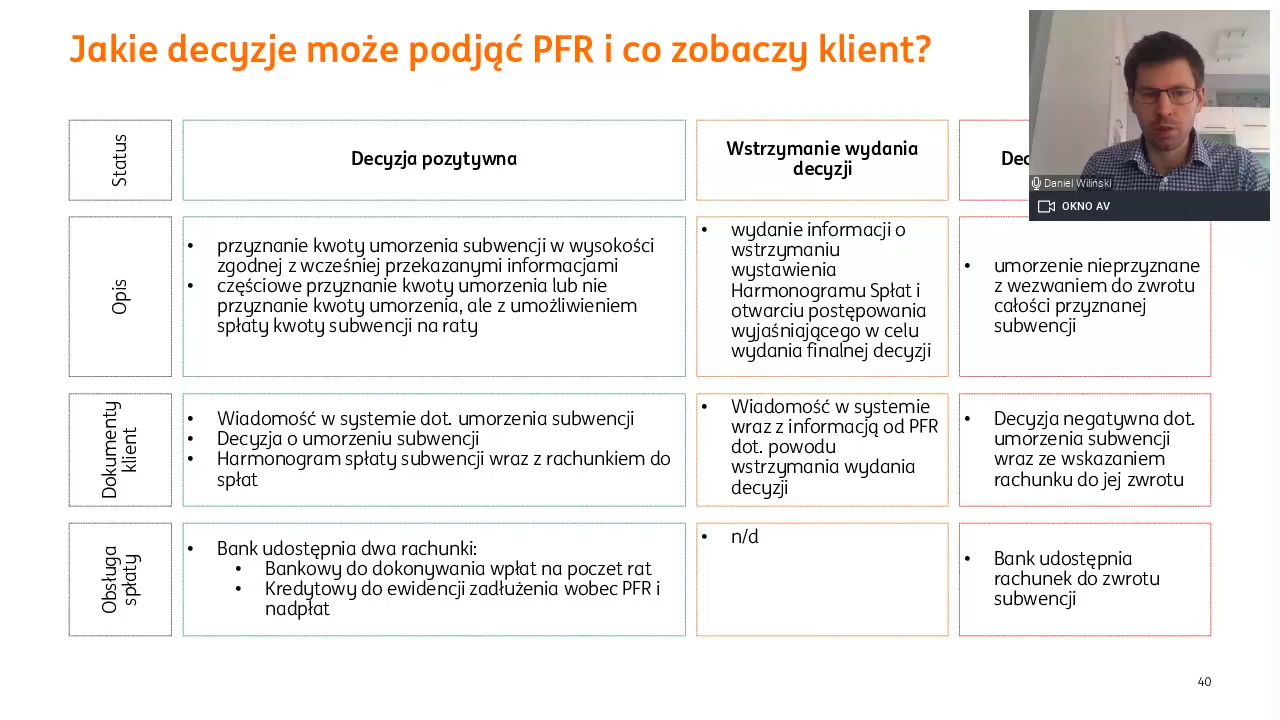 Jakie decyzje może podjąć PFR i co zobaczy klient?
Status
Decyzja pozytywna
Wstrzymanie wydania
decyzji
Daniel Wiliński
OKNO AV
Opis
• przyznanie kwoty umorzenia subwencji w wysokości
zgodnej z wcześniej przekazanymi informacjami
• częściowe przyznanie kwoty umorzenia lub nie
przyznanie kwoty umorzenia, ale z umożliwieniem
spłaty kwoty subwencji na raty
• wydanie informacji o
wstrzymaniu
wystawienia
Harmonogramu Spłat i
otwarciu postępowania
wyjaśniającego w celu
wydania finalnej decyzji
• umorzenie nieprzyznane
z wezwaniem do zwrotu
całości przyznanej
subwencji
Dokumenty
klient
• Wiadomość w systemie dot. umorzenia subwencji
• Decyzja o umorzeniu subwencji
• Harmonogram spłaty subwencji wraz z rachunkiem do
spłat
• Wiadomość w systemie
wraz z informacją od PFR
dot. powodu
wstrzymania wydania
decyzji
• Decyzja negatywna dot.
umorzenia subwencji
wraz ze wskazaniem
rachunku do jej zwrotu
Obsługa
spłaty
• Bank udostępnia dwa rachunki:
• Bankowy do dokonywania wpłat na poczet rat
• Kredytowy do ewidencji zadłużenia wobec PFR i
nadpłat
• n/d
• Bank udostępnia
rachunek do zwrotu
subwencji
40